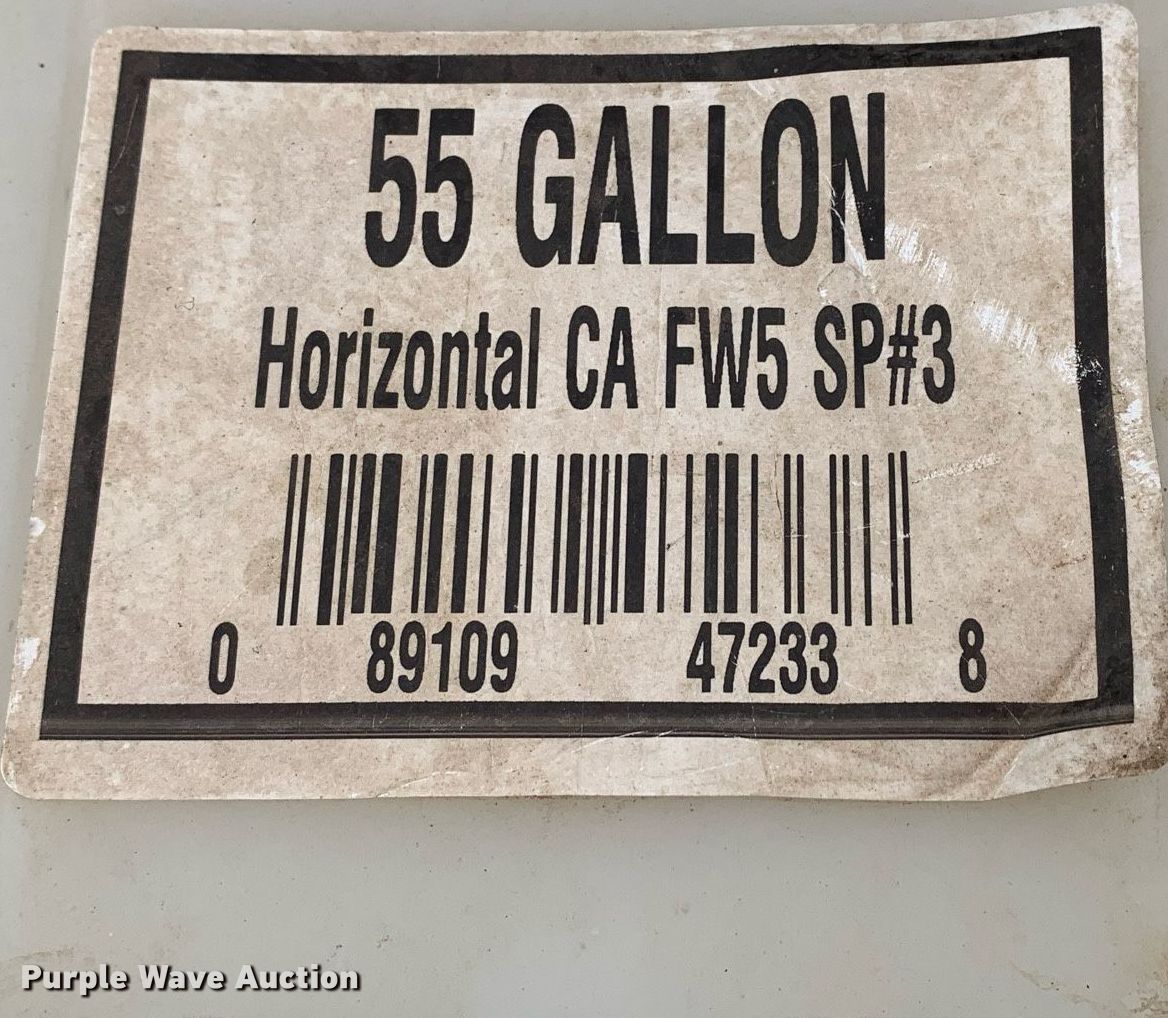 55 GALLON
Horizontal CA FW5 SP#3
0 89109 47233 8
Purple Wave Auction